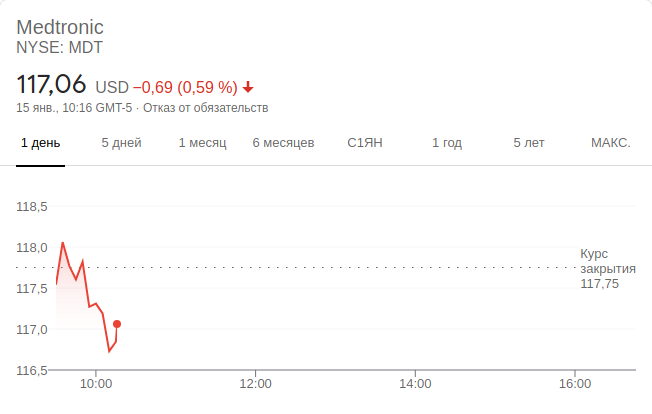 Medtronic
NYSE: MDT
117,06 USD −0,69 (0,59 %)
15 янв., 10:16 GMT-5 · Отказ от обязательств
1 день 5 дней 1 месяц 6 месяцев С1ЯН 1 год 5 лет МАКС.
118,5
118,0
117,5
117,0
116,5
Курс
закрытия
117,75
10:00 12:00 14:00 16:00